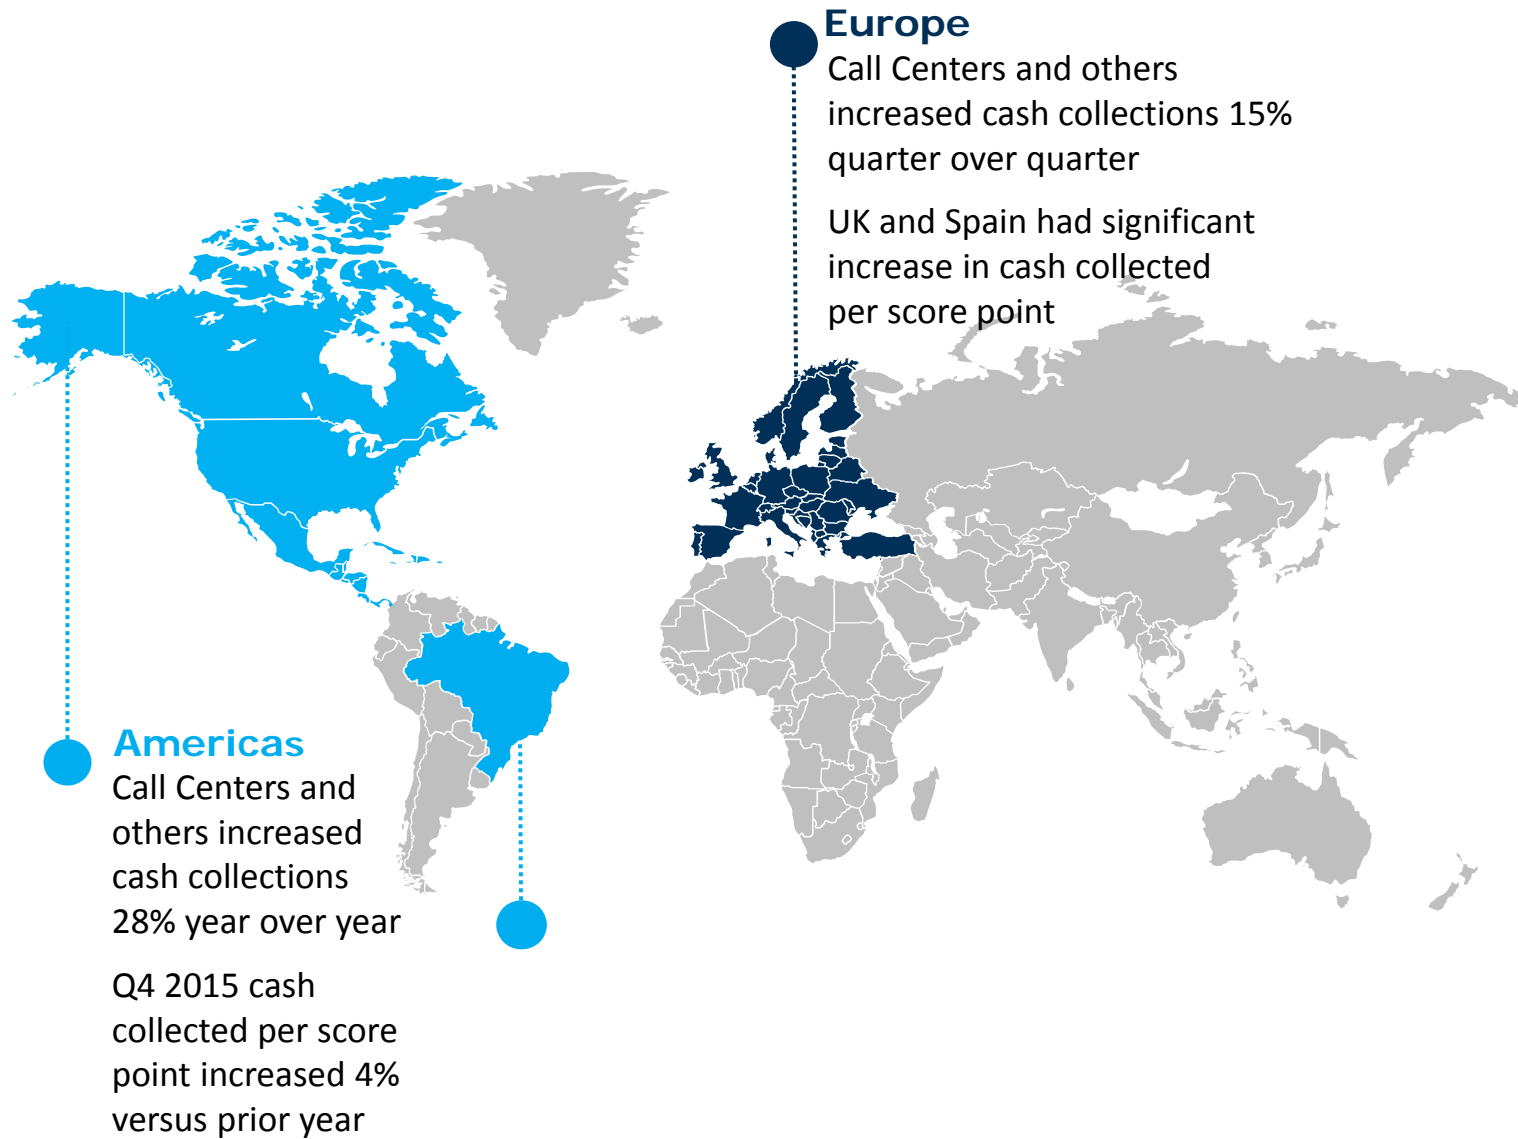 Europe
Call Centers and others
increased cash collections 15%
quarter over quarter
UK and Spain had significant
increase in cash collected
per score point
Americas
Call Centers and
others increased
cash collections
28% year over year
Q4 2015 cash
collected per score
point increased 4%
versus prior year